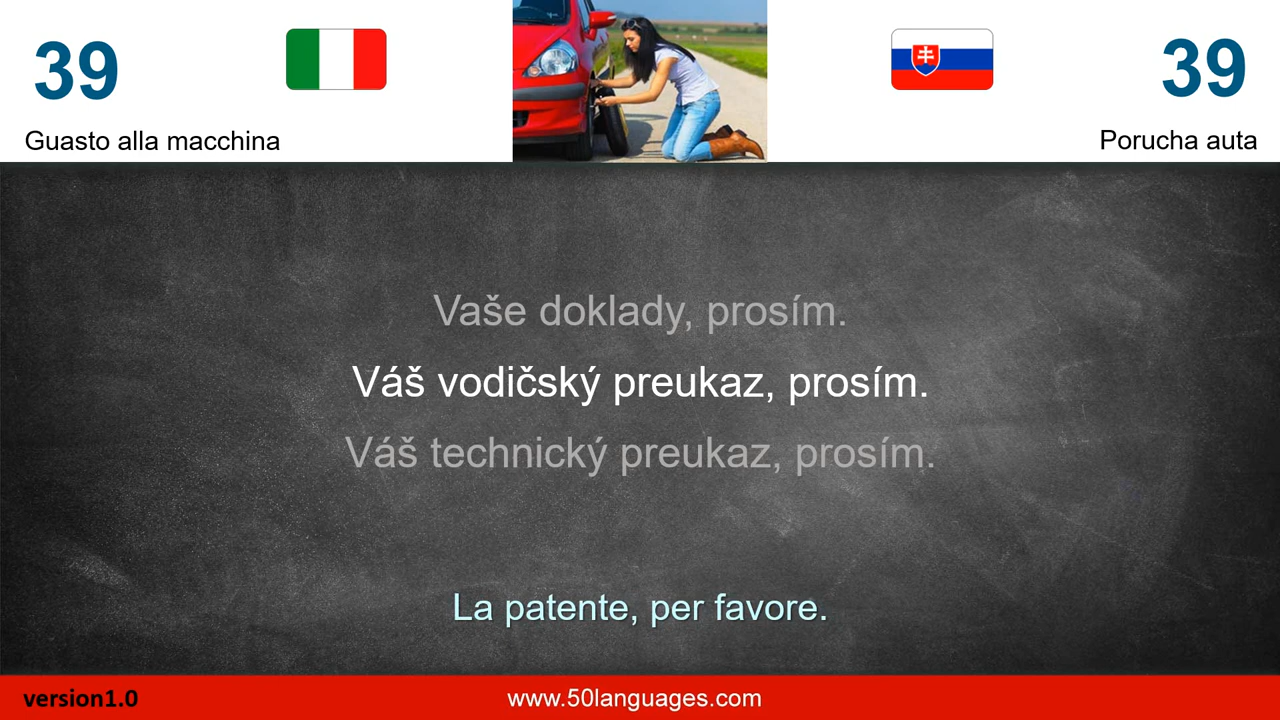 39
39
Guasto alla macchina
Porucha auta
Vaše doklady, prosím.
Váš vodičský preukaz, prosím.
Váš technický preukaz, prosím.
La patente, per favore.
version1.0
www.50languages.com